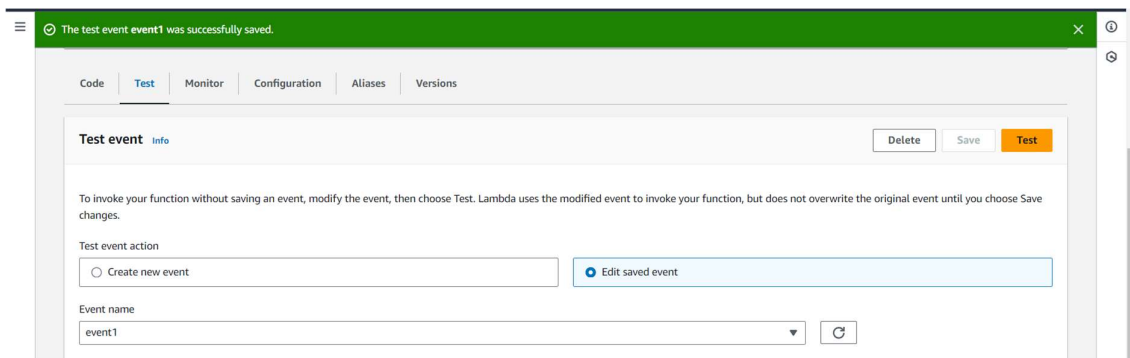 The test event event1 was successfully saved.
Code Test Monitor Configuration Aliases Versions
Test event Info Delete Save Test
To invoke your function without saving an event, modify the event, then choose Test. Lambda uses the modified event to invoke your function, but does not overwrite the original event until you choose Save
changes.
Test event action
Create new event Edit saved event
Event name
event1